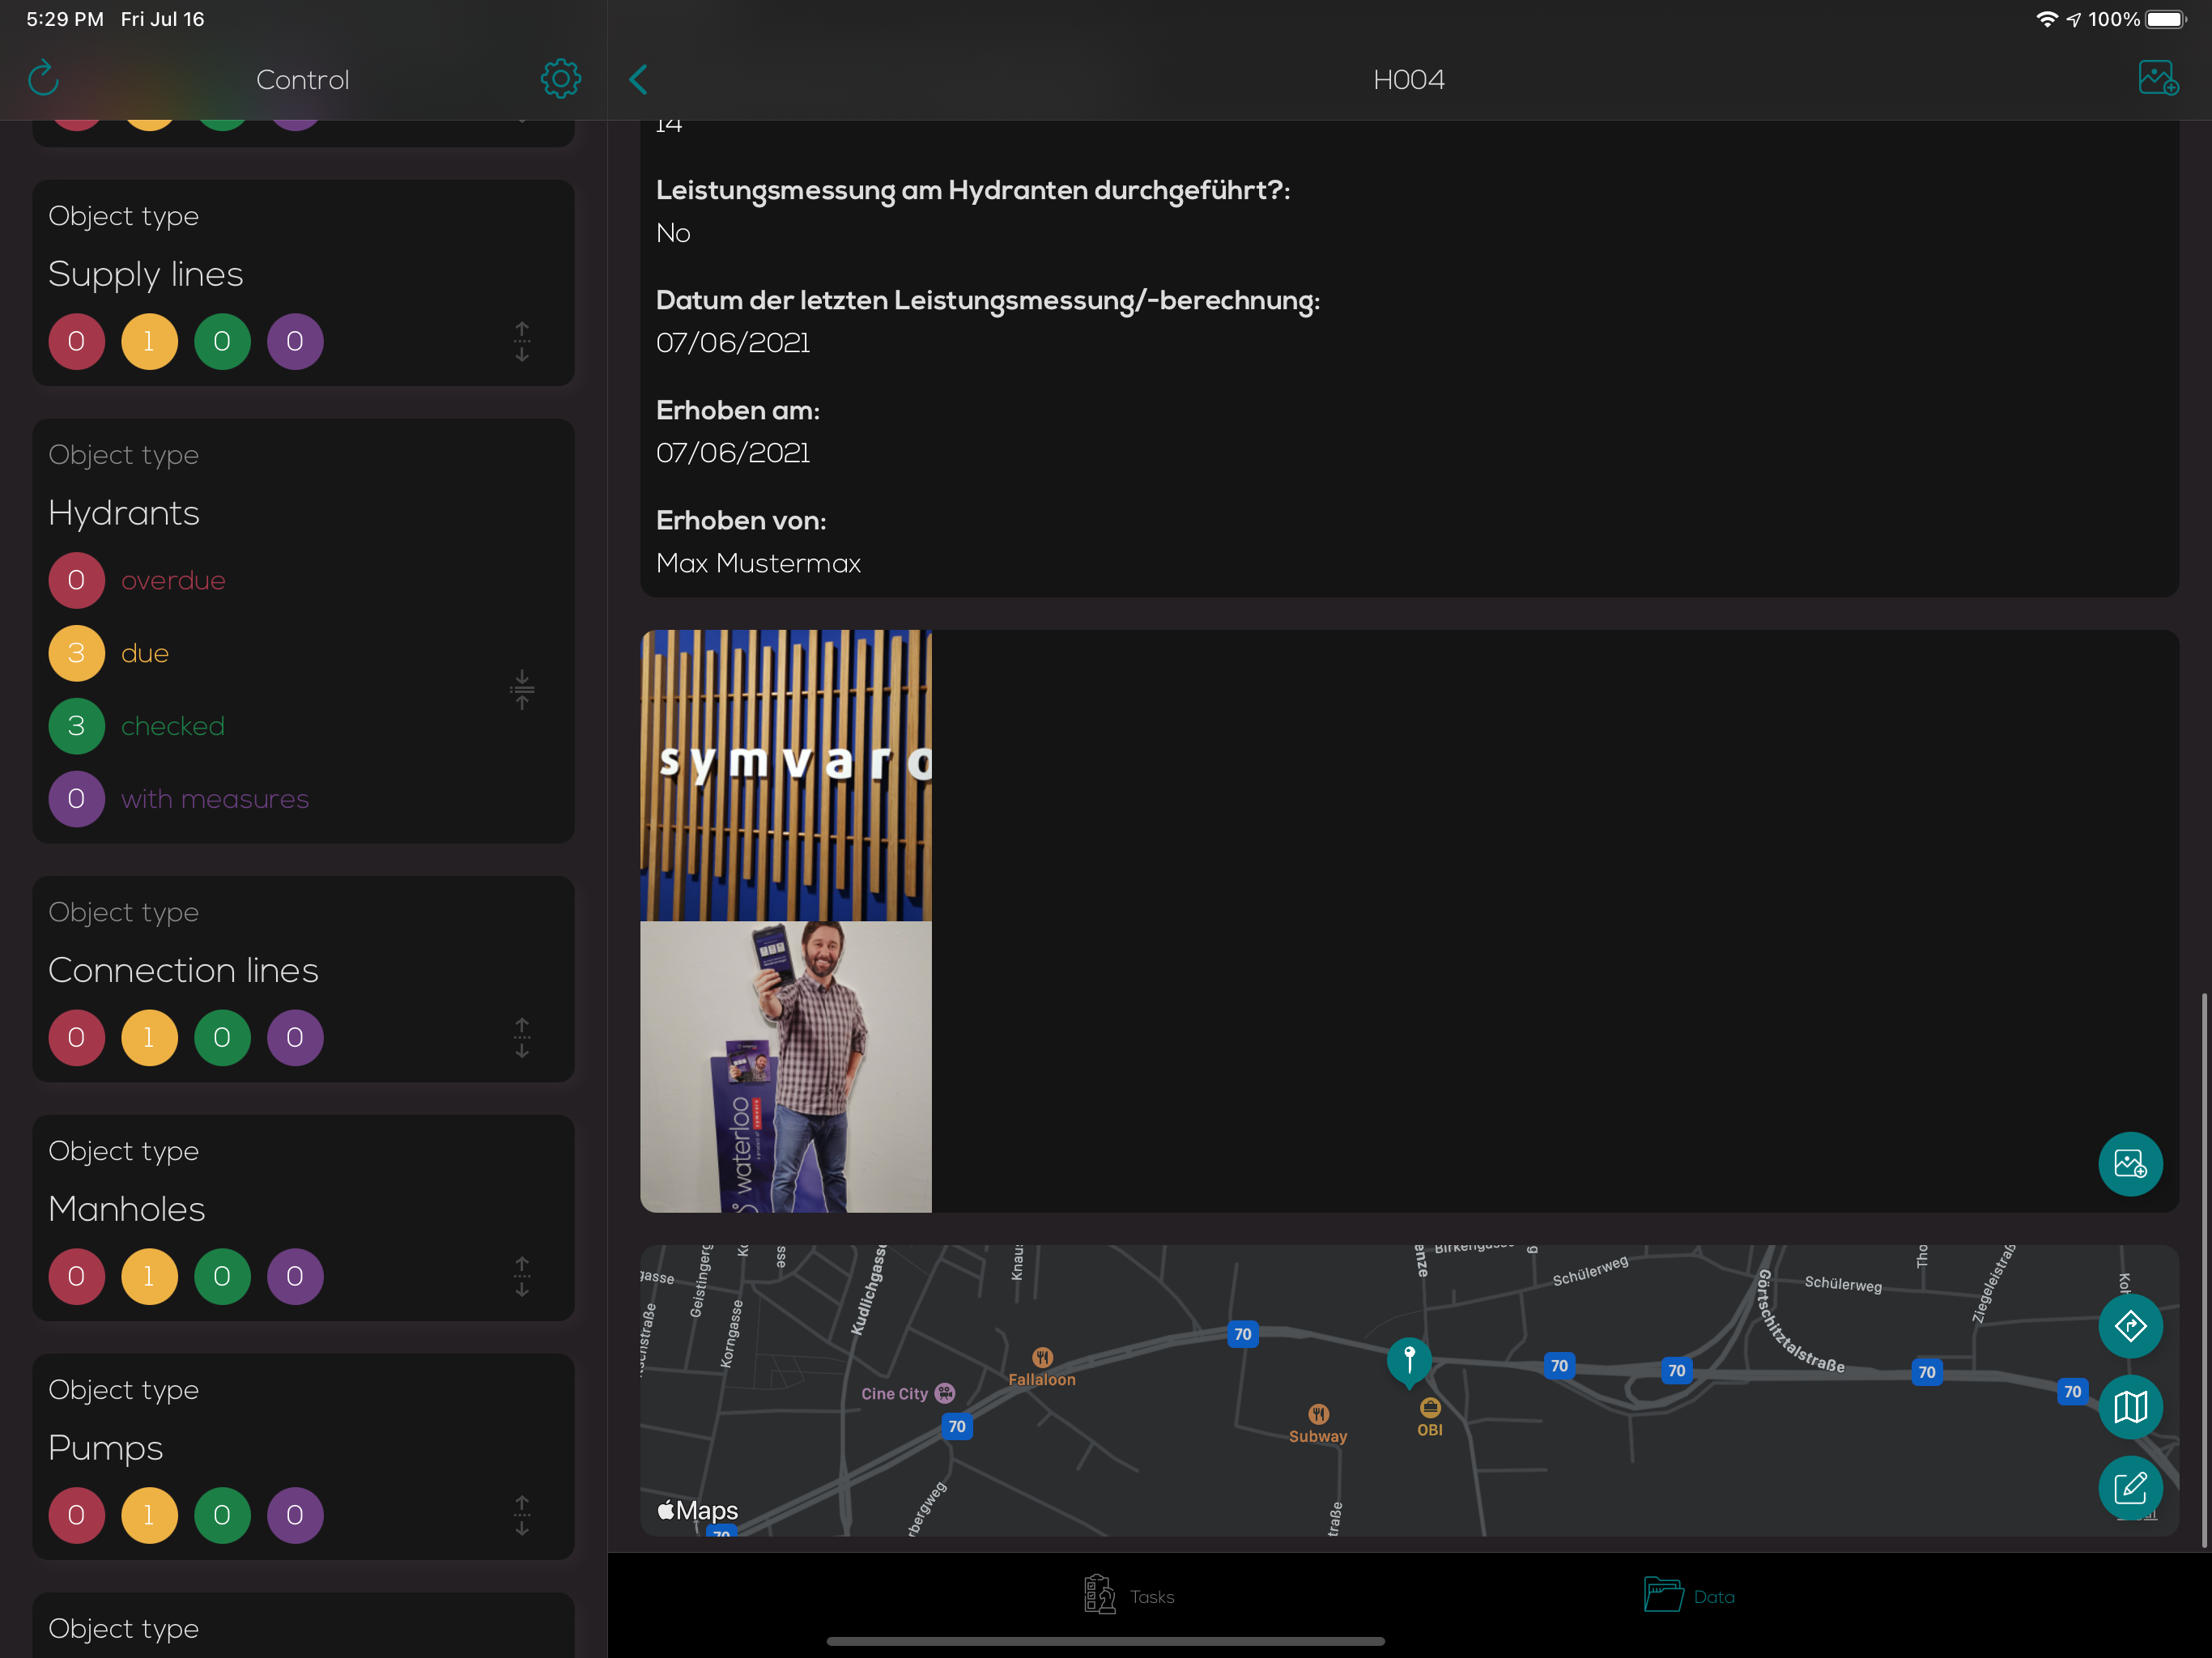 5:29 PM Fri Jul 16
100%
Control
Object type
Supply lines
0 1 0 0
Object type
Hydrants
0 overdue
3 due
3 checked
0 with measures
Object type
Connection lines
0 1 0 0
Object type
Manholes
0 1 0 0
Object type
Pumps
0 1 0 0
Object type
H004
14
Leistungsmessung am Hydranten durchgeführt?:
No
Datum der letzten Leistungsmessung/-berechnung:
07/06/2021
Erhoben am:
07/06/2021
Erhoben von:
Max Mustermax
symvaro
waterloo
Birkengasse
Schülerweg
Schülerweg
Görtschitztalstraße
Kudlichgasse
Korngasse
70
70
70
70
70
70
70
Fallaloon
Cine City
Subway
OBI
Maps
Tasks
Data